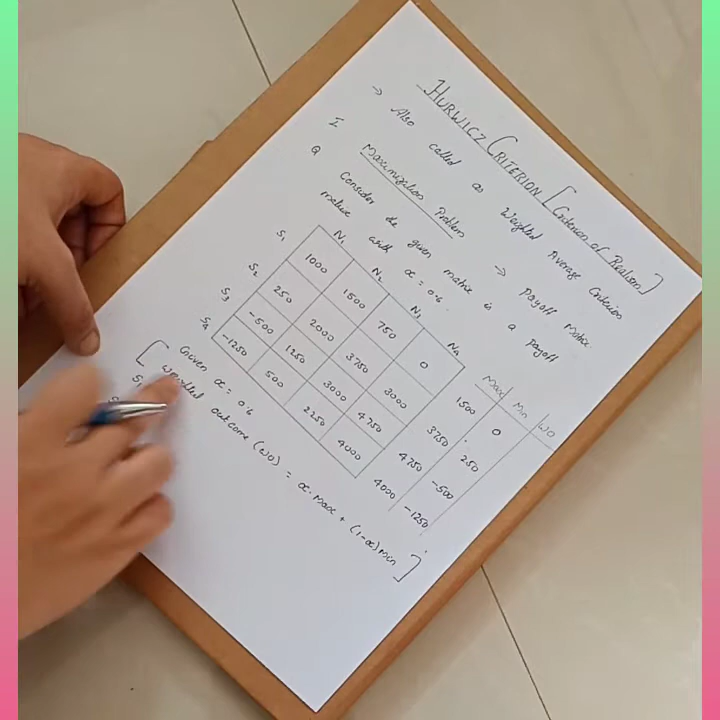 HURWICZ CRITERION [Criterion of Realism]
→ Also called as Weighted Average Criterion
I Maximization Problem → Payoff Matrix
Q Consider the given matrix is a payoff
matrix with α = 0.6
N1 N2 N3 N4 Max Min WO
S1 1000 1500 750 0 1500 0
S2 250 2000 3750 3000 3750 250
S3 -500 1250 3000 4750 4750 -500
S4 -1250 500 2250 4000 4000 -1250
[ Given α = 0.6
Weighted outcome (WO) = α.Max + (1-α)Min ]